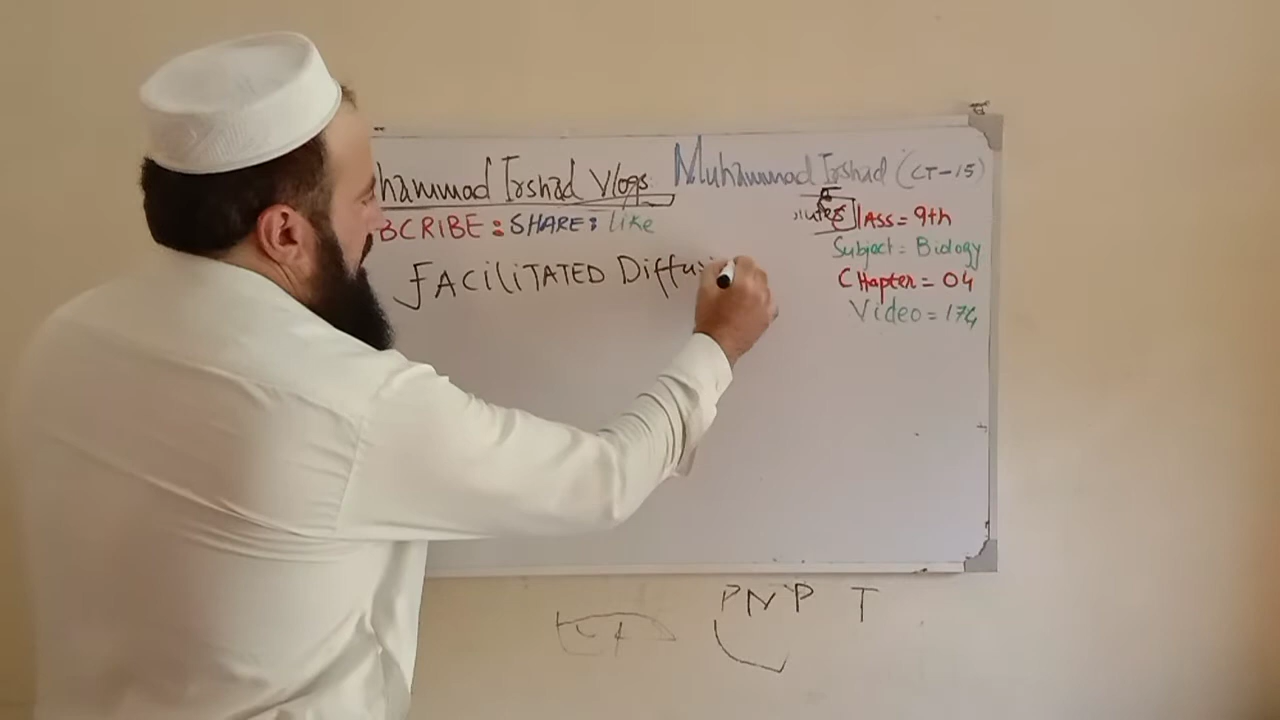 hammad Irshad Vlogs
Muhammad Irshad (CT-15)
BCRIBE: SHARE: like
Class = 9th
Subject = Biology
CHapter = 04
Video = 174
FACiliTATED Diffus
PNP T